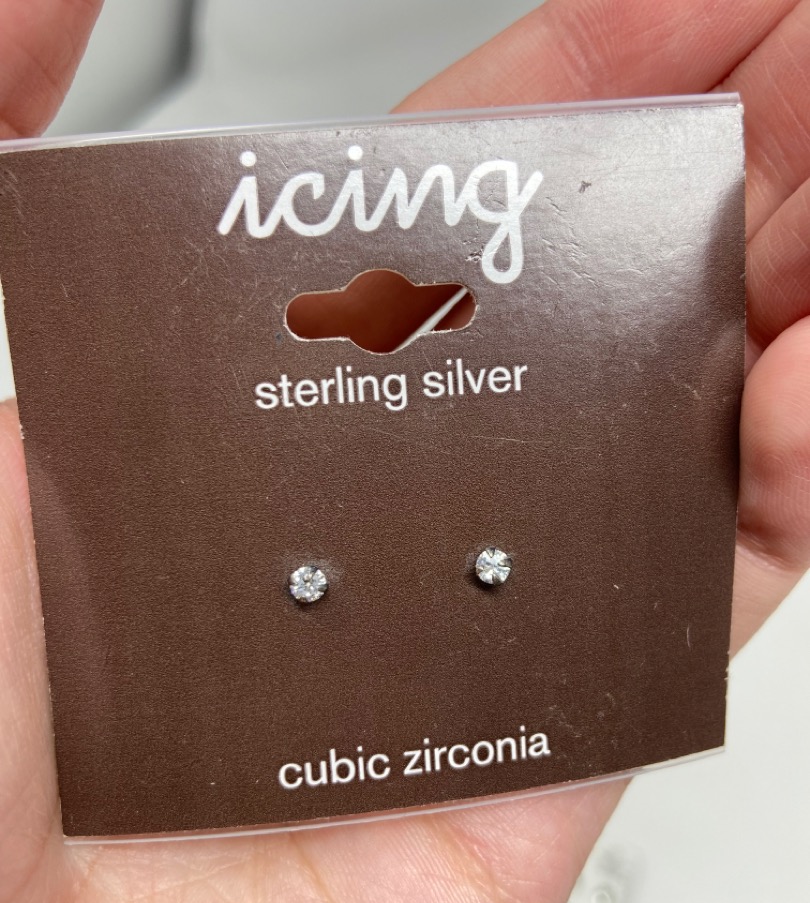 icing
sterling silver
cubic zirconia